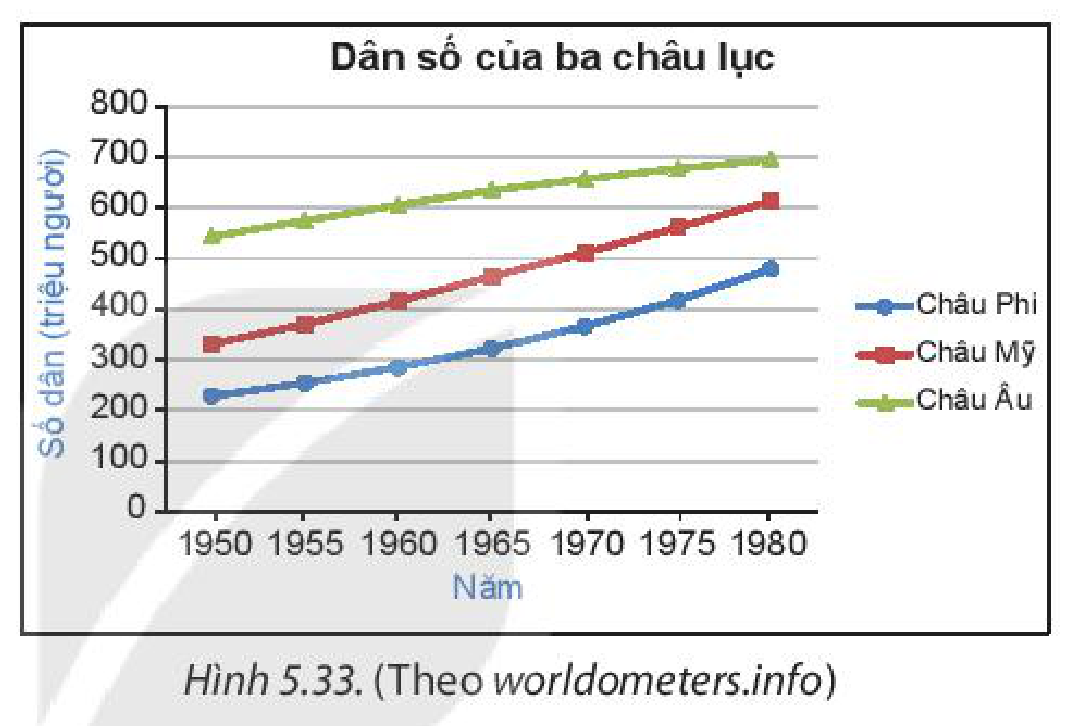 Dân số của ba châu lục
Số dân (triệu người)
800
700
600
500
400
300
200
100
0
1950 1955 1960 1965 1970 1975 1980
Năm
Châu Phi
Châu Mỹ
Châu Âu
Hình 5.33. (Theo worldometers.info)